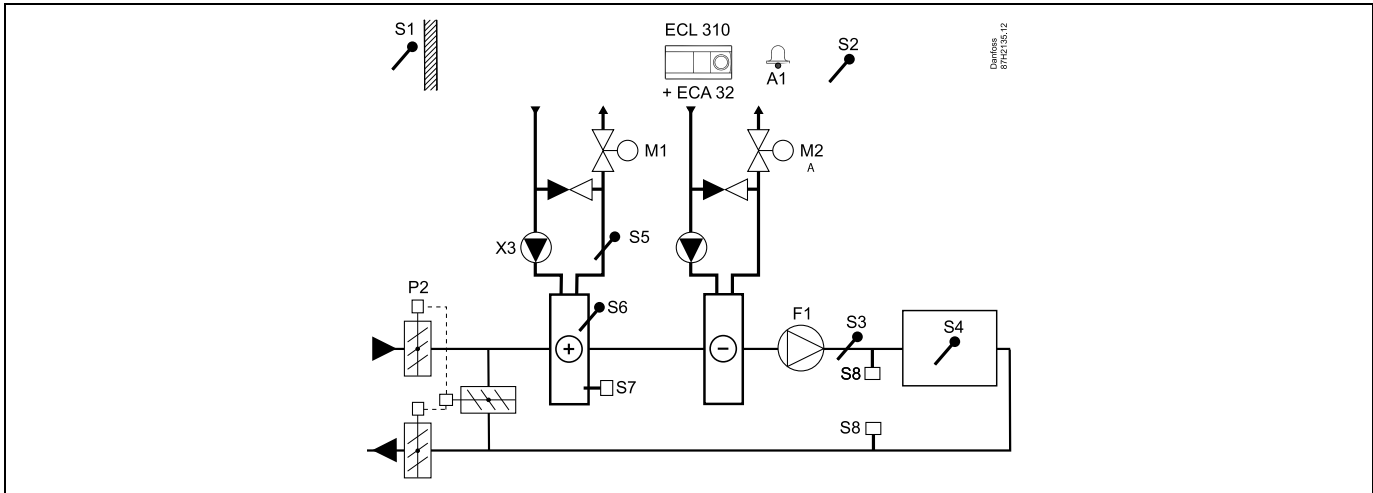 S1
ECL 310
+ ECA 32
A1
S2
Danfoss
87H2135.12
M1
M2
A
X3
S5
P2
S6
F1
S3
S4
S8
S7
S8